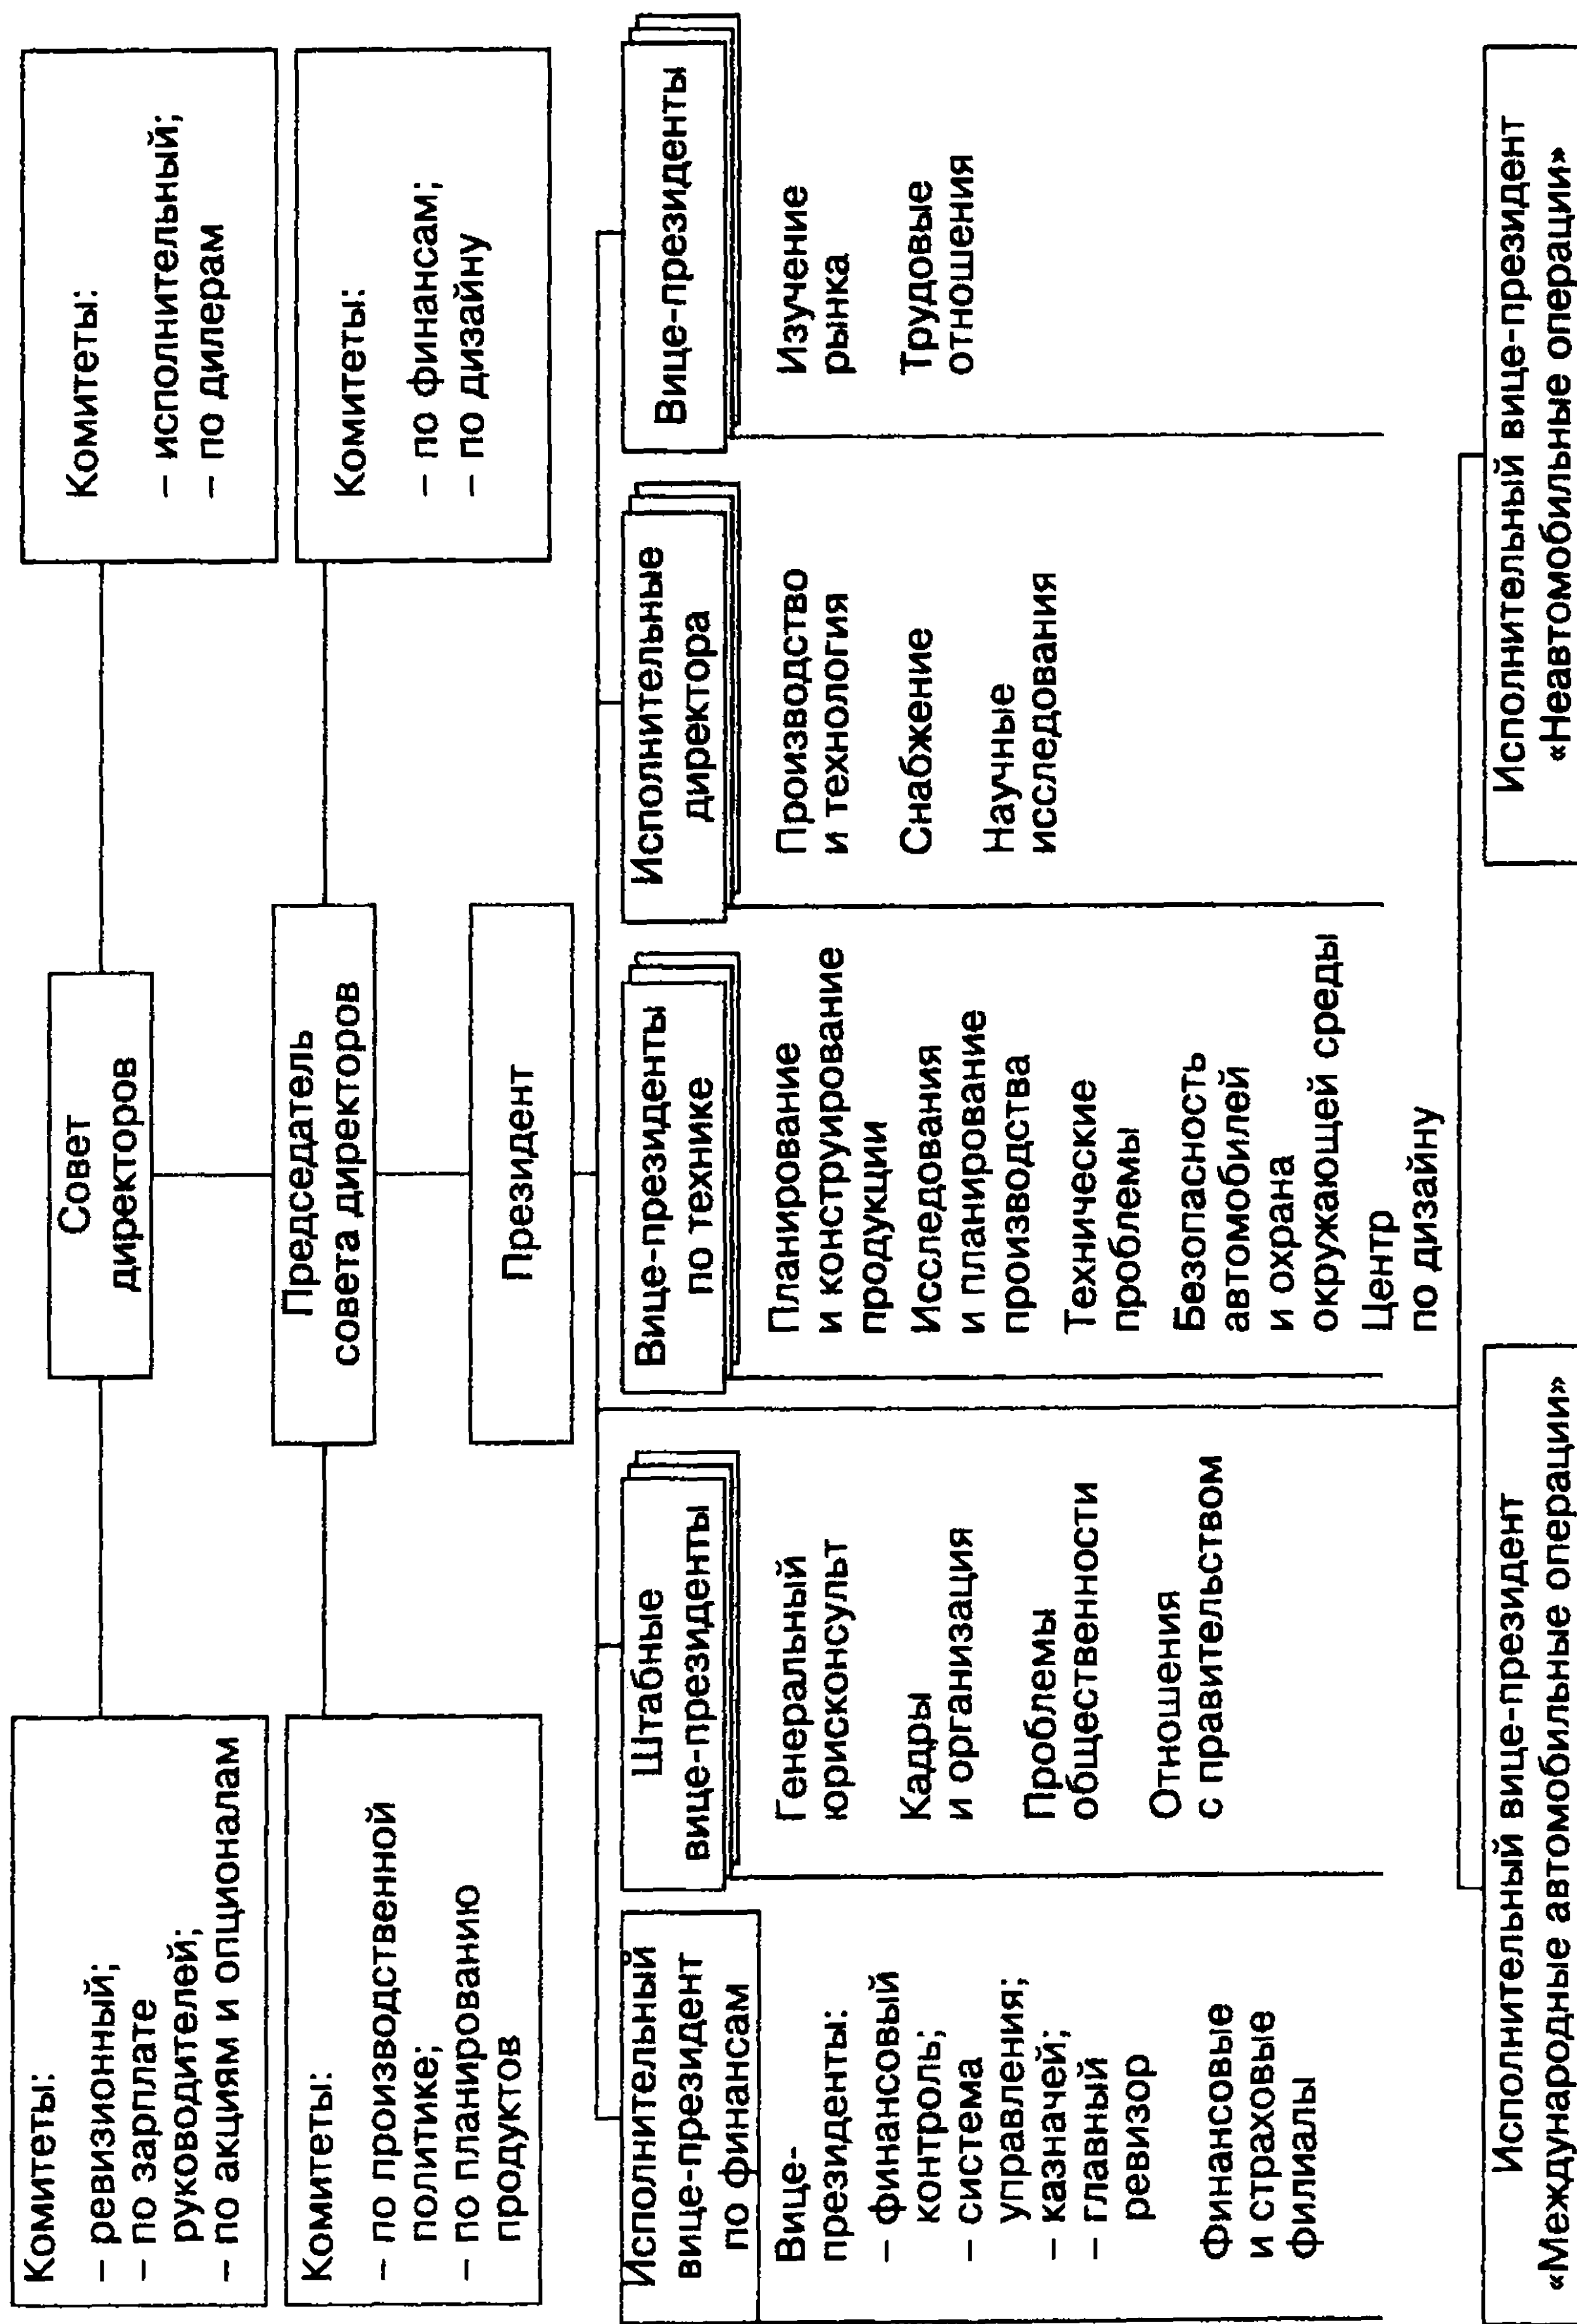 Комитеты:
– ревизионный;
– по зарплате
руководителей;
– по акциям и опционалам
Совет
директоров
Комитеты:
– исполнительный;
– по дилерам
Комитеты:
– по производственной
политике;
– по планированию
продуктов
Председатель
совета директоров
Комитеты:
– по финансам;
– по дизайну
Президент
Исполнительный
вице-президент
по финансам
Вице-
президенты:
– финансовый
контроль;
– система
управления;
– казначей;
– главный
ревизор
Финансовые
и страховые
филиалы
Штабные
вице-президенты
Генеральный
юрисконсульт
Кадры
и организация
Проблемы
общественности
Отношения
с правительством
Вице-президенты
по технике
Планирование
и конструирование
продукции
Исследования
и планирование
производства
Технические
проблемы
Безопасность
автомобилей
и охрана
окружающей среды
Центр
по дизайну
Исполнительные
директора
Производство
и технология
Снабжение
Научные
исследования
Вице-президенты
Изучение
рынка
Трудовые
отношения
Исполнительный вице-президент
«Международные автомобильные операции»
Исполнительный вице-президент
«Неавтомобильные операции»